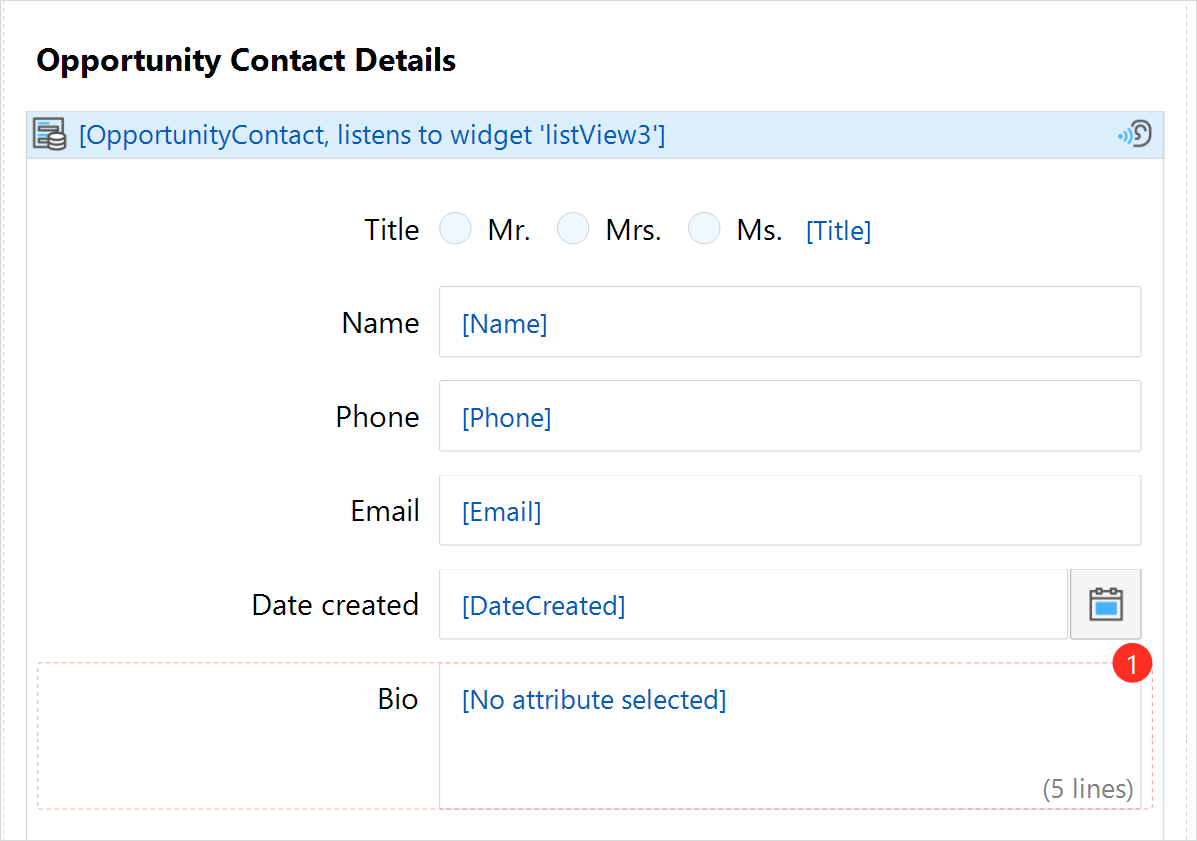 Opportunity Contact Details
[OpportunityContact, listens to widget 'listView3']
Title Mr. Mrs. Ms. [Title]
Name [Name]
Phone [Phone]
Email [Email]
Date created [DateCreated]
1
Bio [No attribute selected]
(5 lines)